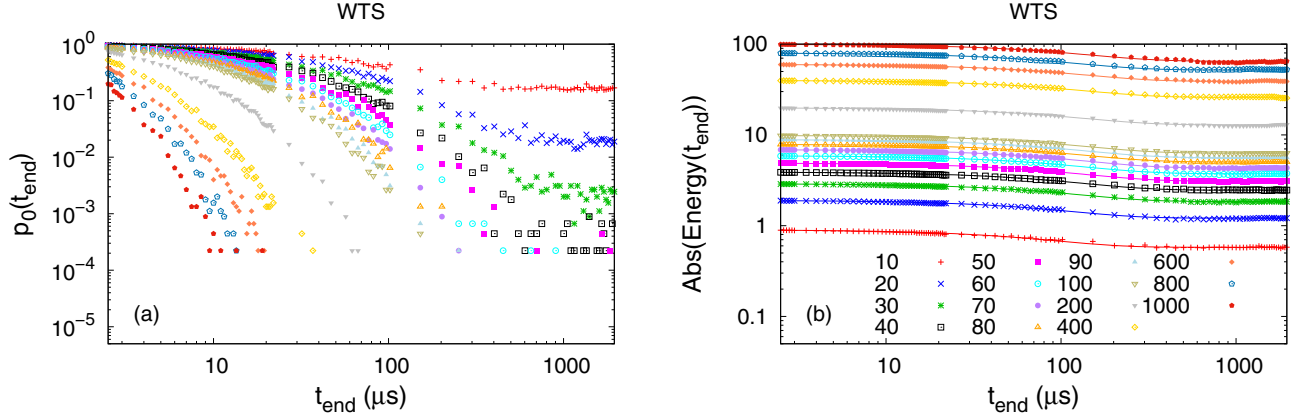 WTS
p0(tend)
10^0
10^-1
10^-2
10^-3
10^-4
10^-5
(a)
10 100 1000
tend (μs)
WTS
Abs(Energy(tend))
100
10
1
0.1
10 50 90 600
20 60 100 800
30 70 200 1000
40 80 400
(b)
10 100 1000
tend (μs)